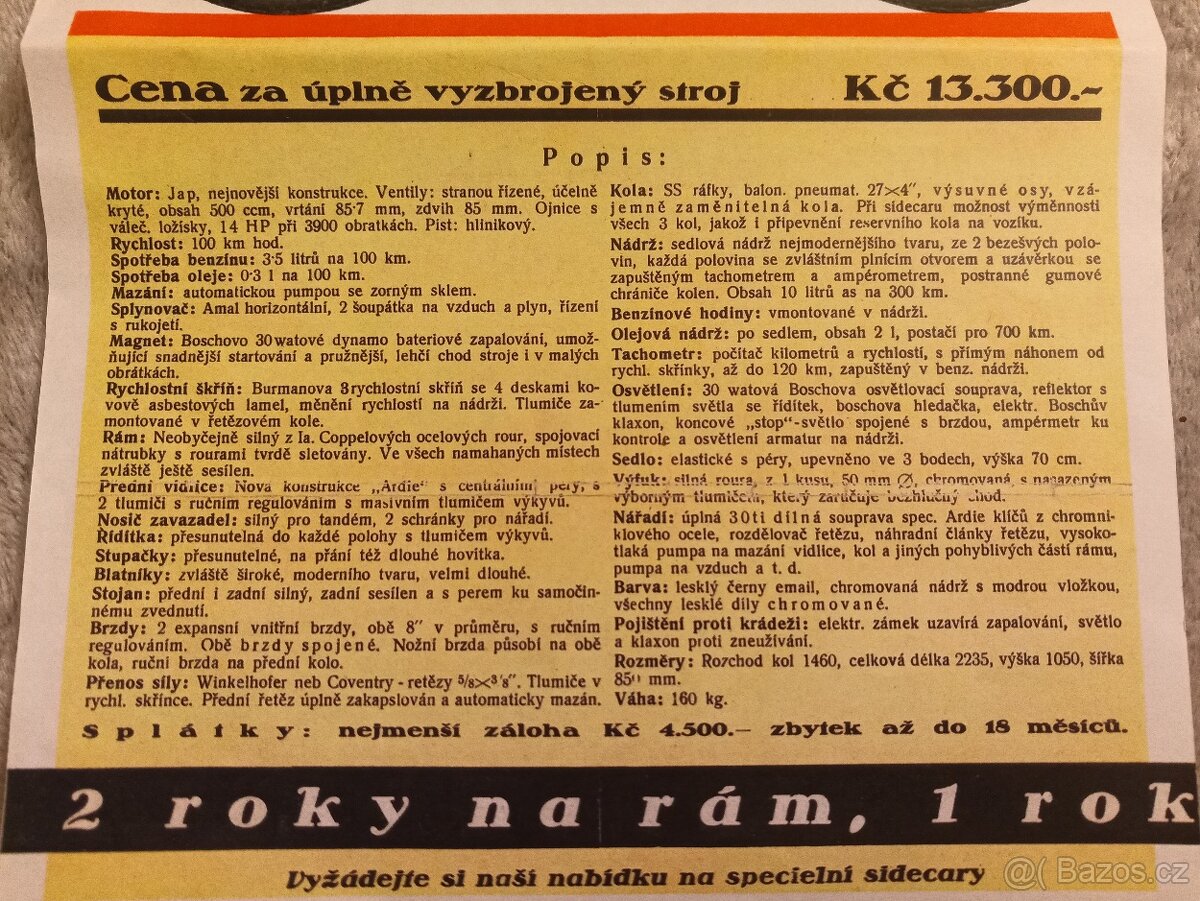 Cena za úplně vyzbrojený stroj Kč 13.300.-
Popis:
Motor: Jap, nejnovější konstrukce. Ventily: stranou řízené, účelně
kryté, obsah 500 ccm, vrtání 85·7 mm, zdvih 85 mm. Ojnice s
váleč. ložisky, 14 HP při 3900 obratkách. Pist: hlinikový.
Rychlost: 100 km hod.
Spotřeba benzínu: 3·5 litrů na 100 km.
Spotřeba oleje: 0·3 l na 100 km.
Mazání: automatickou pumpou se zorným sklem.
Splynovač: Amal horizontální, 2 šoupátka na vzduch a plyn, řízení
s rukojetí.
Magnet: Boschovo 30watové dynamo bateriové zapalování, umož-
ňující snadnější startování a pružnější, lehčí chod stroje i v malých
obrátkách.
Rychlostní škříň: Burmanova 3rychlostní skříň se 4 deskami ko-
vově asbestových lamel, měnění rychlostí na nádrži. Tlumiče za-
montované v řetězovém kole.
Rám: Neobyčejně silný z Ia. Coppelových ocelových rour, spojovací
nátrubky s rourami tvrdě sletovány. Ve všech namahaných místech
zvláště ještě sesílen.
Přední vidlice: Nova konstrukce „Ardie“ s centrálními péry, s
2 tlumiči s ručním regulováním s masivním tlumičem výkyvů.
Nosič zavazadel: silný pro tandém, 2 schránky pro nářadí.
Řídítka: přesunutelná do každé polohy s tlumičem výkyvů.
Stupačky: přesunutelné, na přání též dlouhé hovítka.
Blatníky: zvláště široké, moderního tvaru, velmi dlouhé.
Stojan: přední i zadní silný, zadní sesílen a s perem ku samočin-
nému zvednutí.
Brzdy: 2 expansní vnitřní brzdy, obě 8″ v průměru, s ručním
regulováním. Obě brzdy spojené. Nožní brzda působí na obě
kola, ruční brzda na přední kolo.
Přenos síly: Winkelhofer neb Coventry-retězy 5/8×3/8″. Tlumiče v
rychl. skřínce. Přední řetěz úplně zakapslován a automaticky mazán.
Kola: SS ráfky, balon. pneumat. 27×4″, výsuvné osy, vzá-
jemně zaměnitelná kola. Při sidecaru možnost výměnnosti
všech 3 kol, jakož i připevnění reservního kola na vozíku.
Nádrž: sedlová nádrž nejmodernějšího tvaru, ze 2 bezešvých polo-
vin, každá polovina se zvláštním plnícím otvorem a uzávěrkou se
zapuštěným tachometrem a ampérometrem, postranné gumové
chrániče kolen. Obsah 10 litrů as na 300 km.
Benzínové hodiny: vmontované v nádrži.
Olejová nádrž: po sedlem, obsah 2 l, postačí pro 700 km.
Tachometr: počítač kilometrů a rychlostí, s přímým náhonem od
rychl. skřínky, až do 120 km, zapuštěný v benz. nádrži.
Osvětlení: 30 watová Boschova osvětlovací souprava, reflektor s
tlumením světla se řídítek, boschova hledačka, elektr. Boschův
klaxon, koncové „stop“-světlo spojené s brzdou, ampérmetr ku
kontrole a osvětlení armatur na nádrži.
Sedlo: elastické s péry, upevněno ve 3 bodech, výška 70 cm.
Výfuk: silná roura, z 1 kusu, 50 mm Ø, chromovaná, s nasazeným
výborným tlumičem, který zaručuje bezhlučný chod.
Nářadí: úplná 30ti dílná souprava spec. Ardie klíčů z chromni-
klového ocele, rozdělovač řetězu, náhradní články řetězu, vysoko-
tlaká pumpa na mazání vidlice, kol a jiných pohyblivých částí rámu,
pumpa na vzduch a t. d.
Barva: lesklý černy email, chromovaná nádrž s modrou vložkou,
všechny lesklé díly chromované.
Pojištění proti krádeži: elektr. zámek uzavírá zapalování, světlo
a klaxon proti zneužívání.
Rozměry: Rozchod kol 1460, celková délka 2235, výška 1050, šířka
850 mm.
Váha: 160 kg.
Splátky: nejmenší záloha Kč 4.500.- zbytek až do 18 měsíců.
2 roky na rám, 1 rok
Vyžádejte si naší nabídku na specielní sidecary
@( Bazos.cz